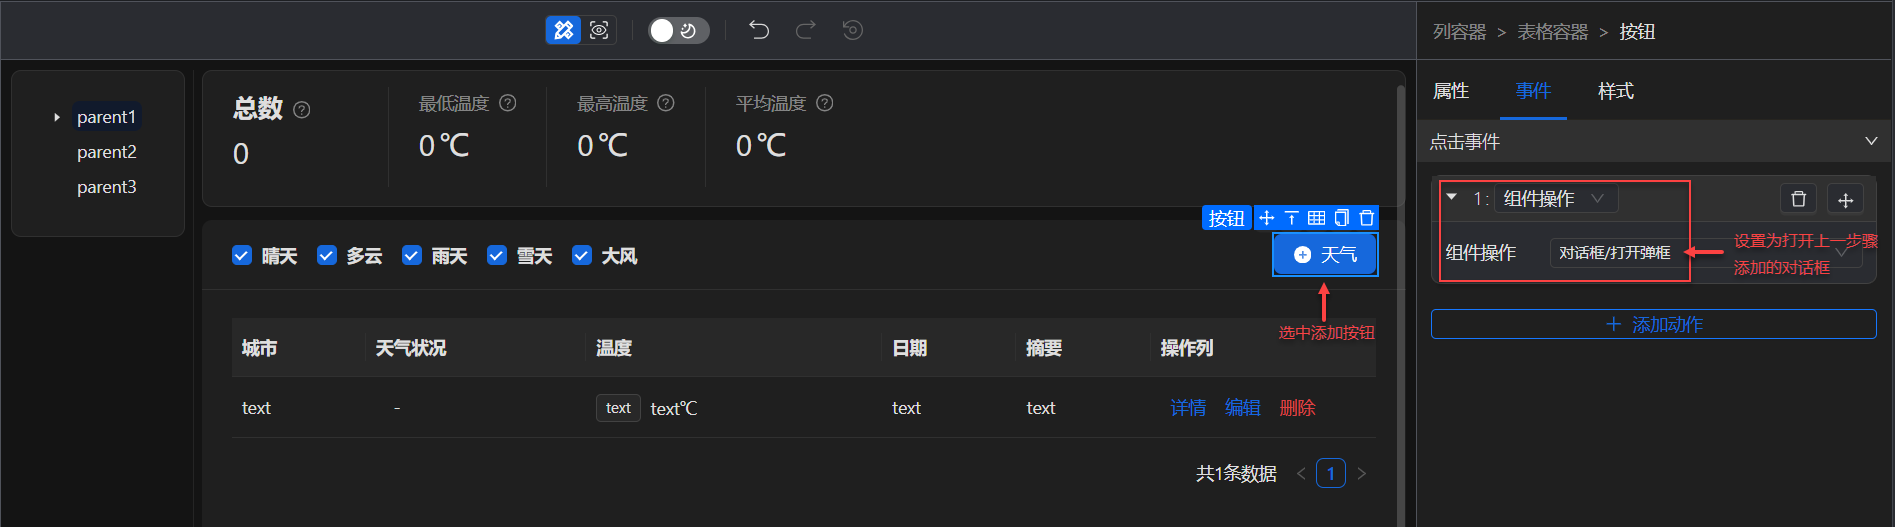 列容器 > 表格容器 > 按钮
属性 事件 样式
点击事件
1: 组件操作
组件操作 对话框/打开弹框
设置为打开上一步骤
添加的对话框
添加动作
parent1
parent2
parent3
总数 最低温度 最高温度 平均温度
0 0℃ 0℃ 0℃
按钮
晴天 多云 雨天 雪天 大风 天气
选中添加按钮
城市 天气状况 温度 日期 摘要 操作列
text - text text℃ text text 详情 编辑 删除
共1条数据 < 1 >